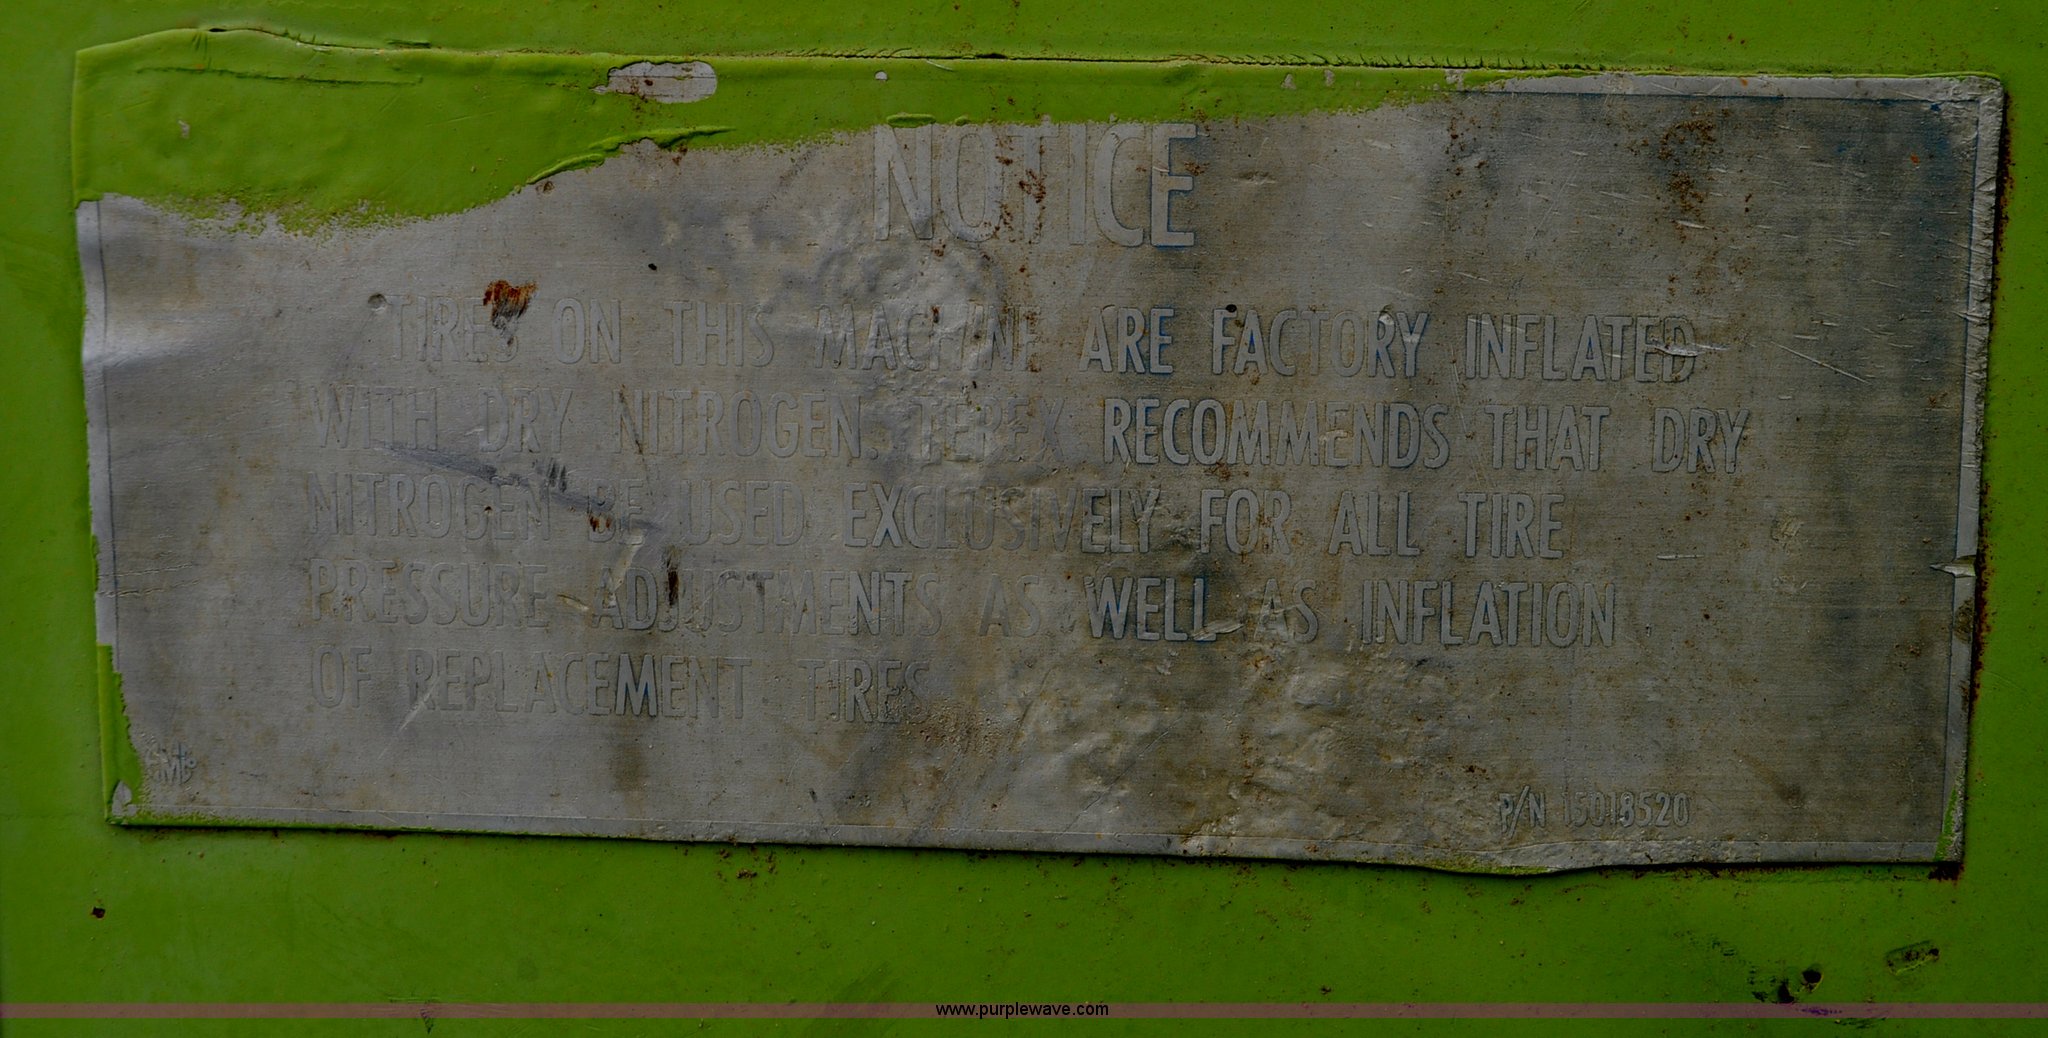 NOTICE
TIRES ON THIS MACHINE ARE FACTORY INFLATED
WITH DRY NITROGEN. TEREX RECOMMENDS THAT DRY
NITROGEN BE USED EXCLUSIVELY FOR ALL TIRE
PRESSURE ADJUSTMENTS AS WELL AS INFLATION
OF REPLACEMENT TIRES
P/N 15018520
www.purplewave.com